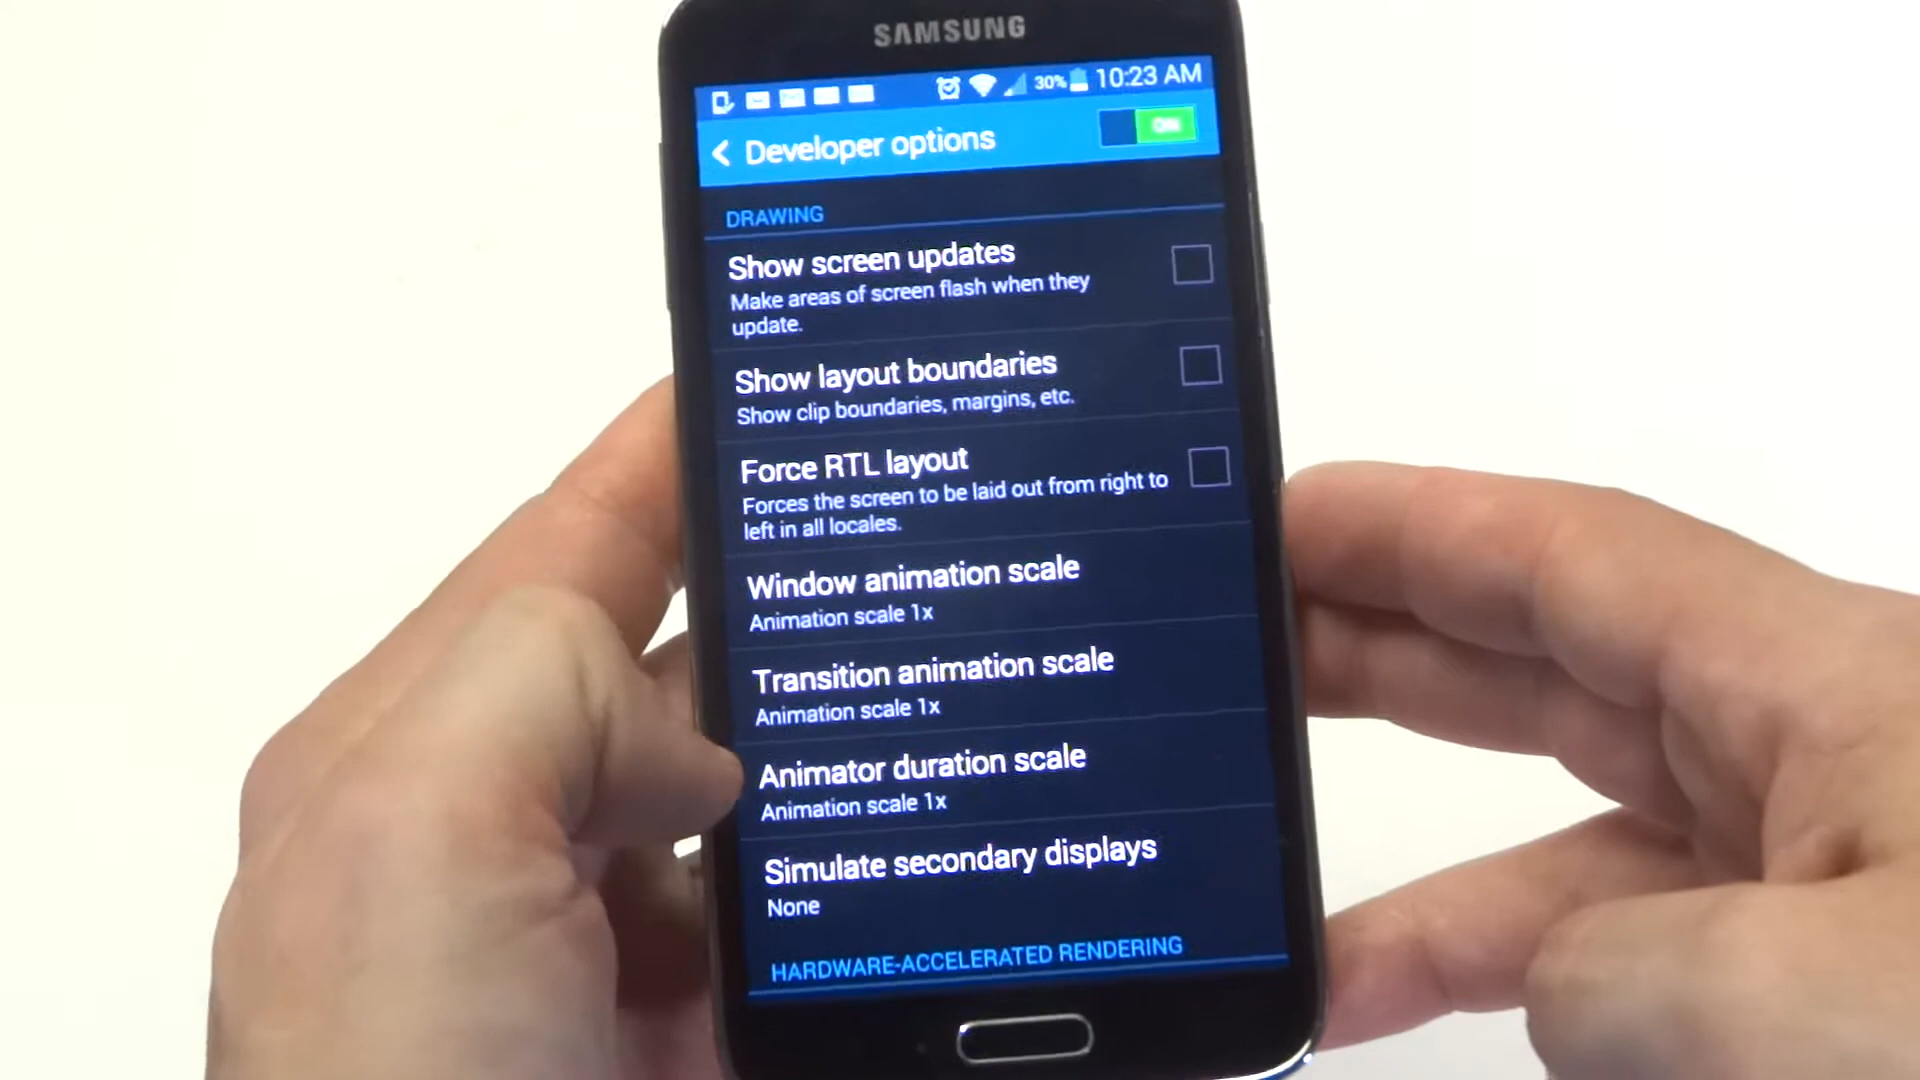 SAMSUNG
30% 10:23 AM
Developer options
ON
DRAWING
Show screen updates
Make areas of screen flash when they
update.
Show layout boundaries
Show clip boundaries, margins, etc.
Force RTL layout
Forces the screen to be laid out from right to
left in all locales.
Window animation scale
Animation scale 1x
Transition animation scale
Animation scale 1x
Animator duration scale
Animation scale 1x
Simulate secondary displays
None
HARDWARE-ACCELERATED RENDERING